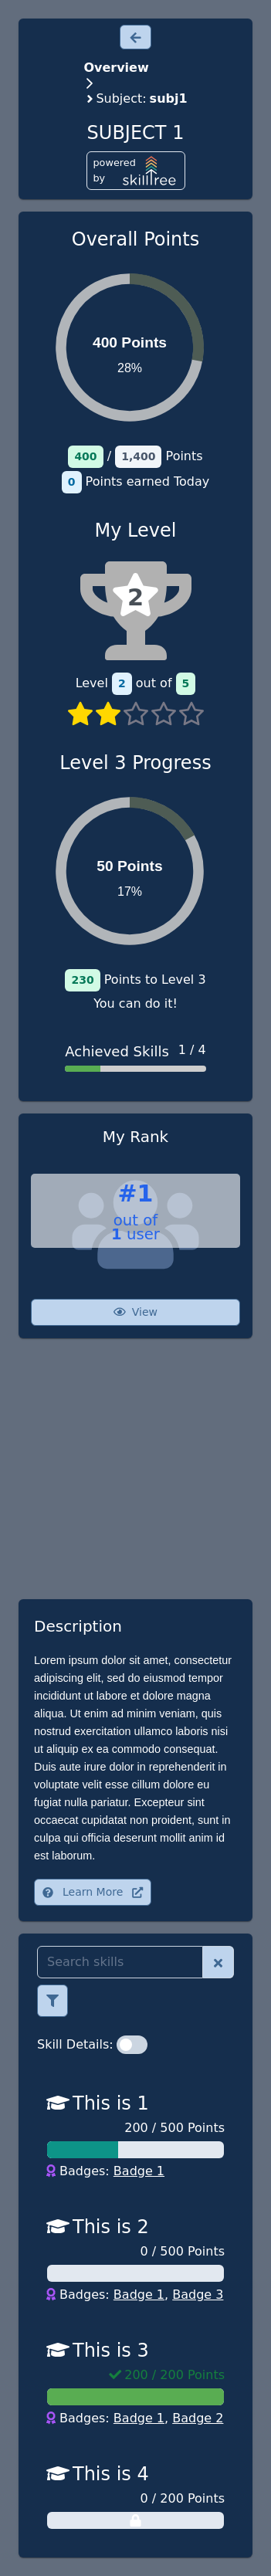 Overview
Subject: subj1
SUBJECT 1
powered
by skilltree
Overall Points
400 Points
28%
400 / 1,400 Points
0 Points earned Today
My Level
2
Level 2 out of 5
Level 3 Progress
50 Points
17%
230 Points to Level 3
You can do it!
Achieved Skills 1 / 4
My Rank
#1
out of
1 user
View
Description
Lorem ipsum dolor sit amet, consectetur
adipiscing elit, sed do eiusmod tempor
incididunt ut labore et dolore magna
aliqua. Ut enim ad minim veniam, quis
nostrud exercitation ullamco laboris nisi
ut aliquip ex ea commodo consequat.
Duis aute irure dolor in reprehenderit in
voluptate velit esse cillum dolore eu
fugiat nulla pariatur. Excepteur sint
occaecat cupidatat non proident, sunt in
culpa qui officia deserunt mollit anim id
est laborum.
Learn More
Search skills
Skill Details:
This is 1
200 / 500 Points
Badges: Badge 1
This is 2
0 / 500 Points
Badges: Badge 1, Badge 3
This is 3
200 / 200 Points
Badges: Badge 1, Badge 2
This is 4
0 / 200 Points